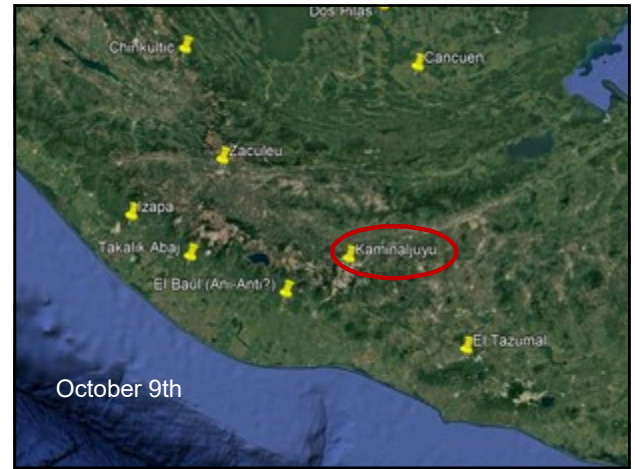 Dos Pilas
Chinkultic
Cancuen
Zaculeu
Izapa
Takalik Abaj
Kaminaljuyu
El Baúl (Ani-Anti?)
El Tazumal
October 9th